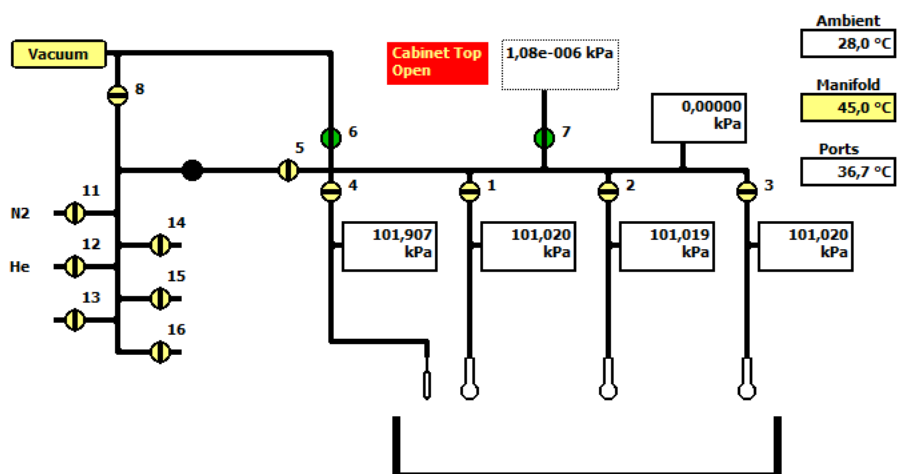 Vacuum
Cabinet Top
Open
1,08e-006 kPa
Ambient
28,0 °C
8
Manifold
45,0 °C
0,00000
kPa
6
7
5
Ports
36,7 °C
4
1
2
3
11
N2
14
101,907
kPa
101,020
kPa
101,019
kPa
101,020
kPa
12
He
15
13
16